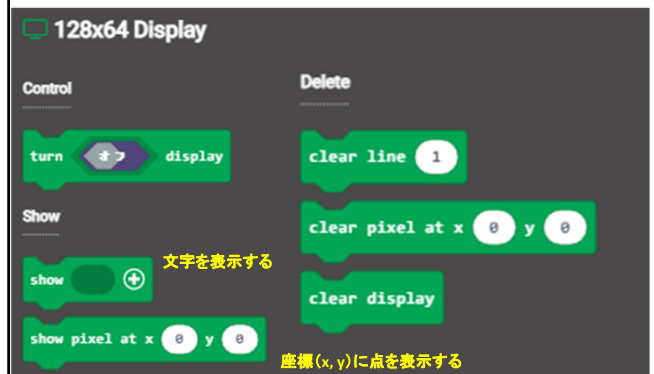 128x64 Display
Control
turn オフ display
Show
show
文字を表示する
show pixel at x 0 y 0
座標(x, y)に点を表示する
Delete
clear line 1
clear pixel at x 0 y 0
clear display